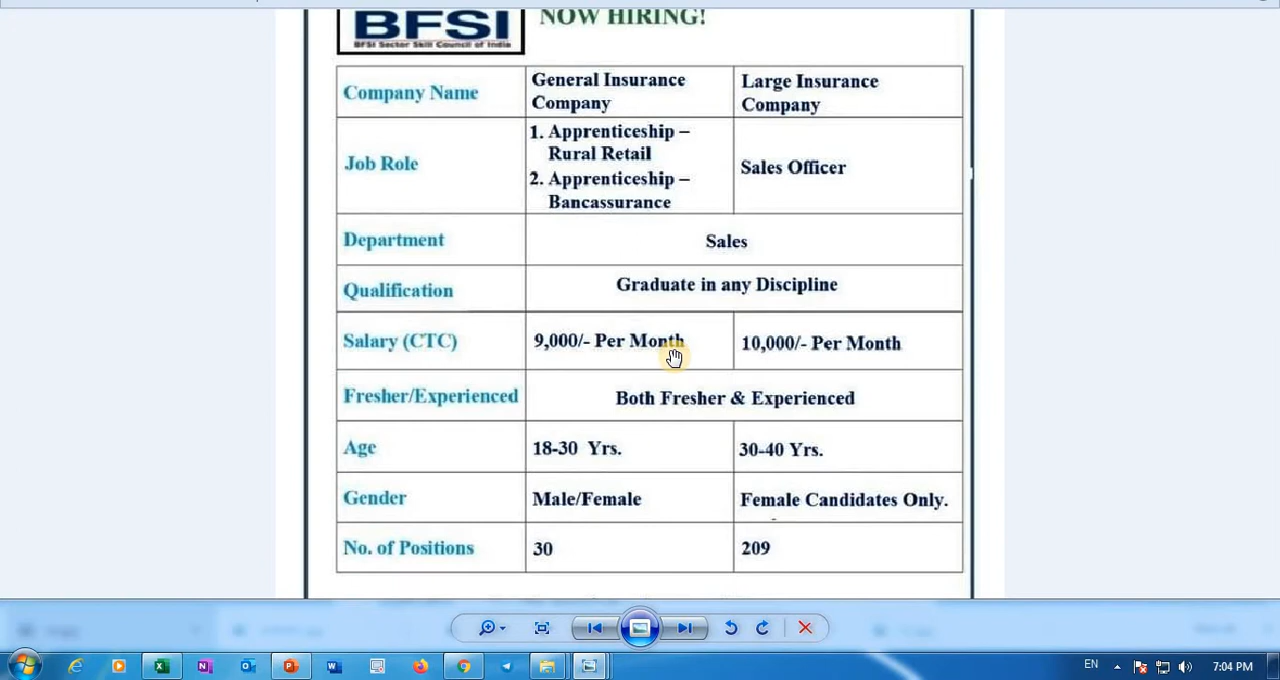 NOW HIRING!
BFSI
BFSI Sector Skill Council of India
Company Name
General Insurance
Company
Large Insurance
Company
Job Role
1. Apprenticeship –
Rural Retail
2. Apprenticeship –
Bancassurance
Sales Officer
Department
Sales
Qualification
Graduate in any Discipline
Salary (CTC)
9,000/- Per Month
10,000/- Per Month
Fresher/Experienced
Both Fresher & Experienced
Age
18-30 Yrs.
30-40 Yrs.
Gender
Male/Female
Female Candidates Only.
No. of Positions
30
209
EN
7:04 PM